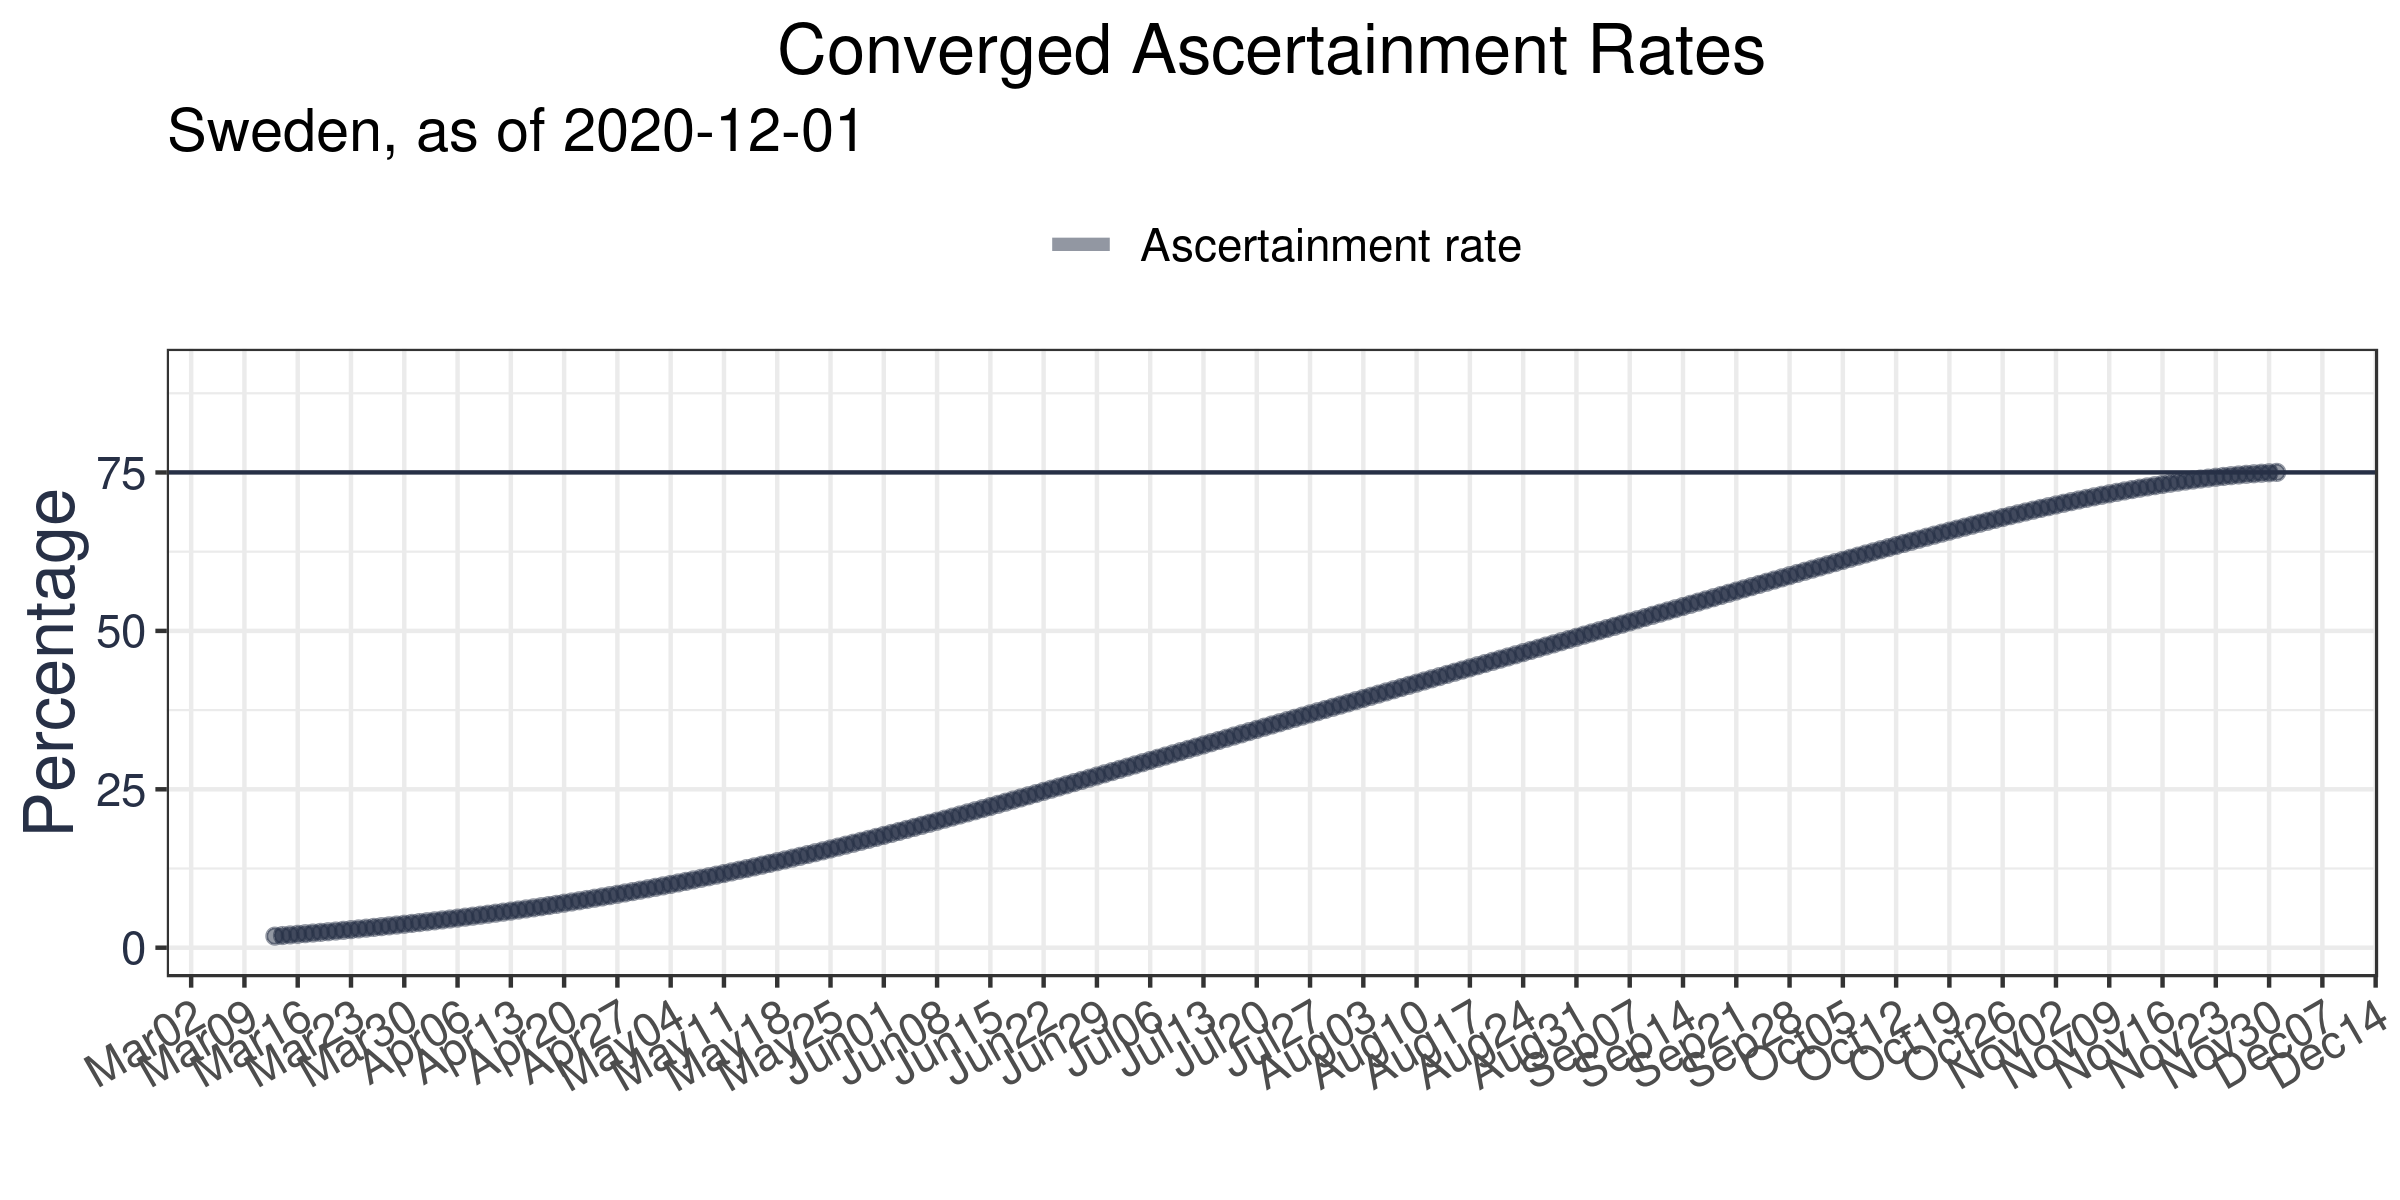 Converged Ascertainment Rates
Sweden, as of 2020-12-01
Ascertainment rate
Percentage
75
50
25
0
Mar02 Mar09 Mar16 Mar23 Mar30 Apr06 Apr13 Apr20 Apr27 May04 May11 May18 May25 Jun01 Jun08 Jun15 Jun22 Jun29 Jul06 Jul13 Jul20 Jul27 Aug03 Aug10 Aug17 Aug24 Aug31 Sep07 Sep14 Sep21 Sep28 Oct05 Oct12 Oct19 Oct26 Nov02 Nov09 Nov16 Nov23 Nov30 Dec07 Dec14